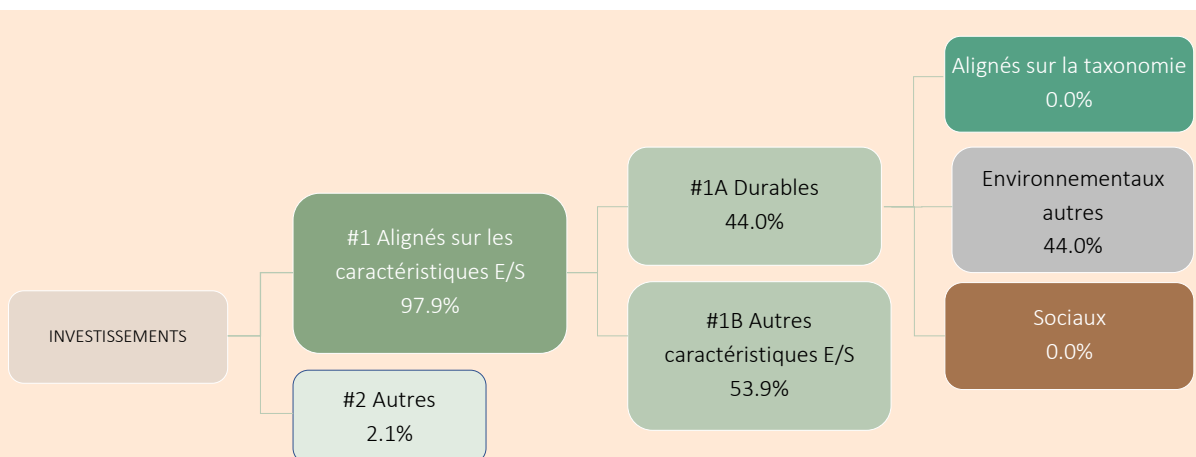 INVESTISSEMENTS
#1 Alignés sur les
caractéristiques E/S
97.9%
#2 Autres
2.1%
#1A Durables
44.0%
#1B Autres
caractéristiques E/S
53.9%
Alignés sur la taxonomie
0.0%
Environnementaux
autres
44.0%
Sociaux
0.0%